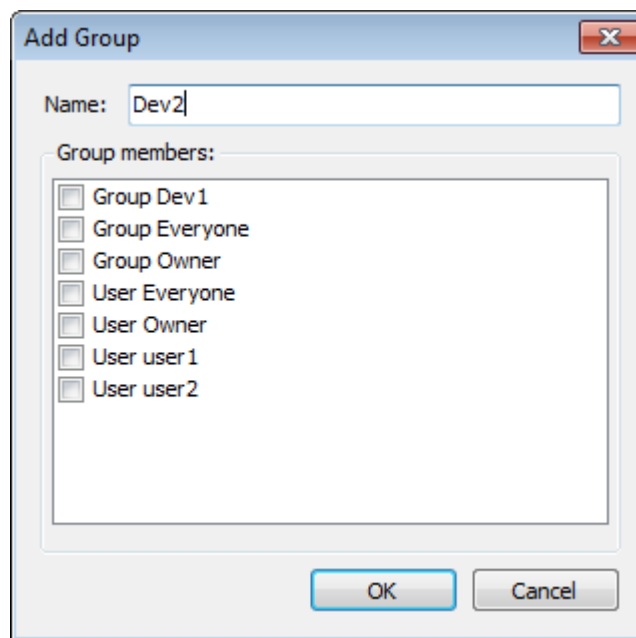 Add Group
Name: Dev2
Group members:
Group Dev1
Group Everyone
Group Owner
User Everyone
User Owner
User user1
User user2
OK Cancel